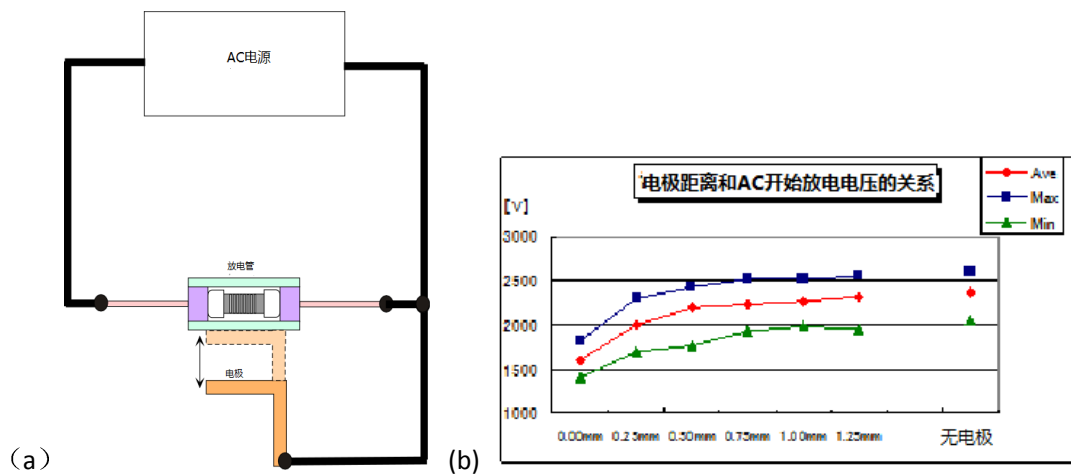 AC电源
放电管
电极
（a）
(b)
电极距离和AC开始放电电压的关系
Ave
Max
Min
[V]
3000
2500
2000
1500
1000
0.00mm 0.25mm 0.50mm 0.75mm 1.00mm 1.25mm 无电极